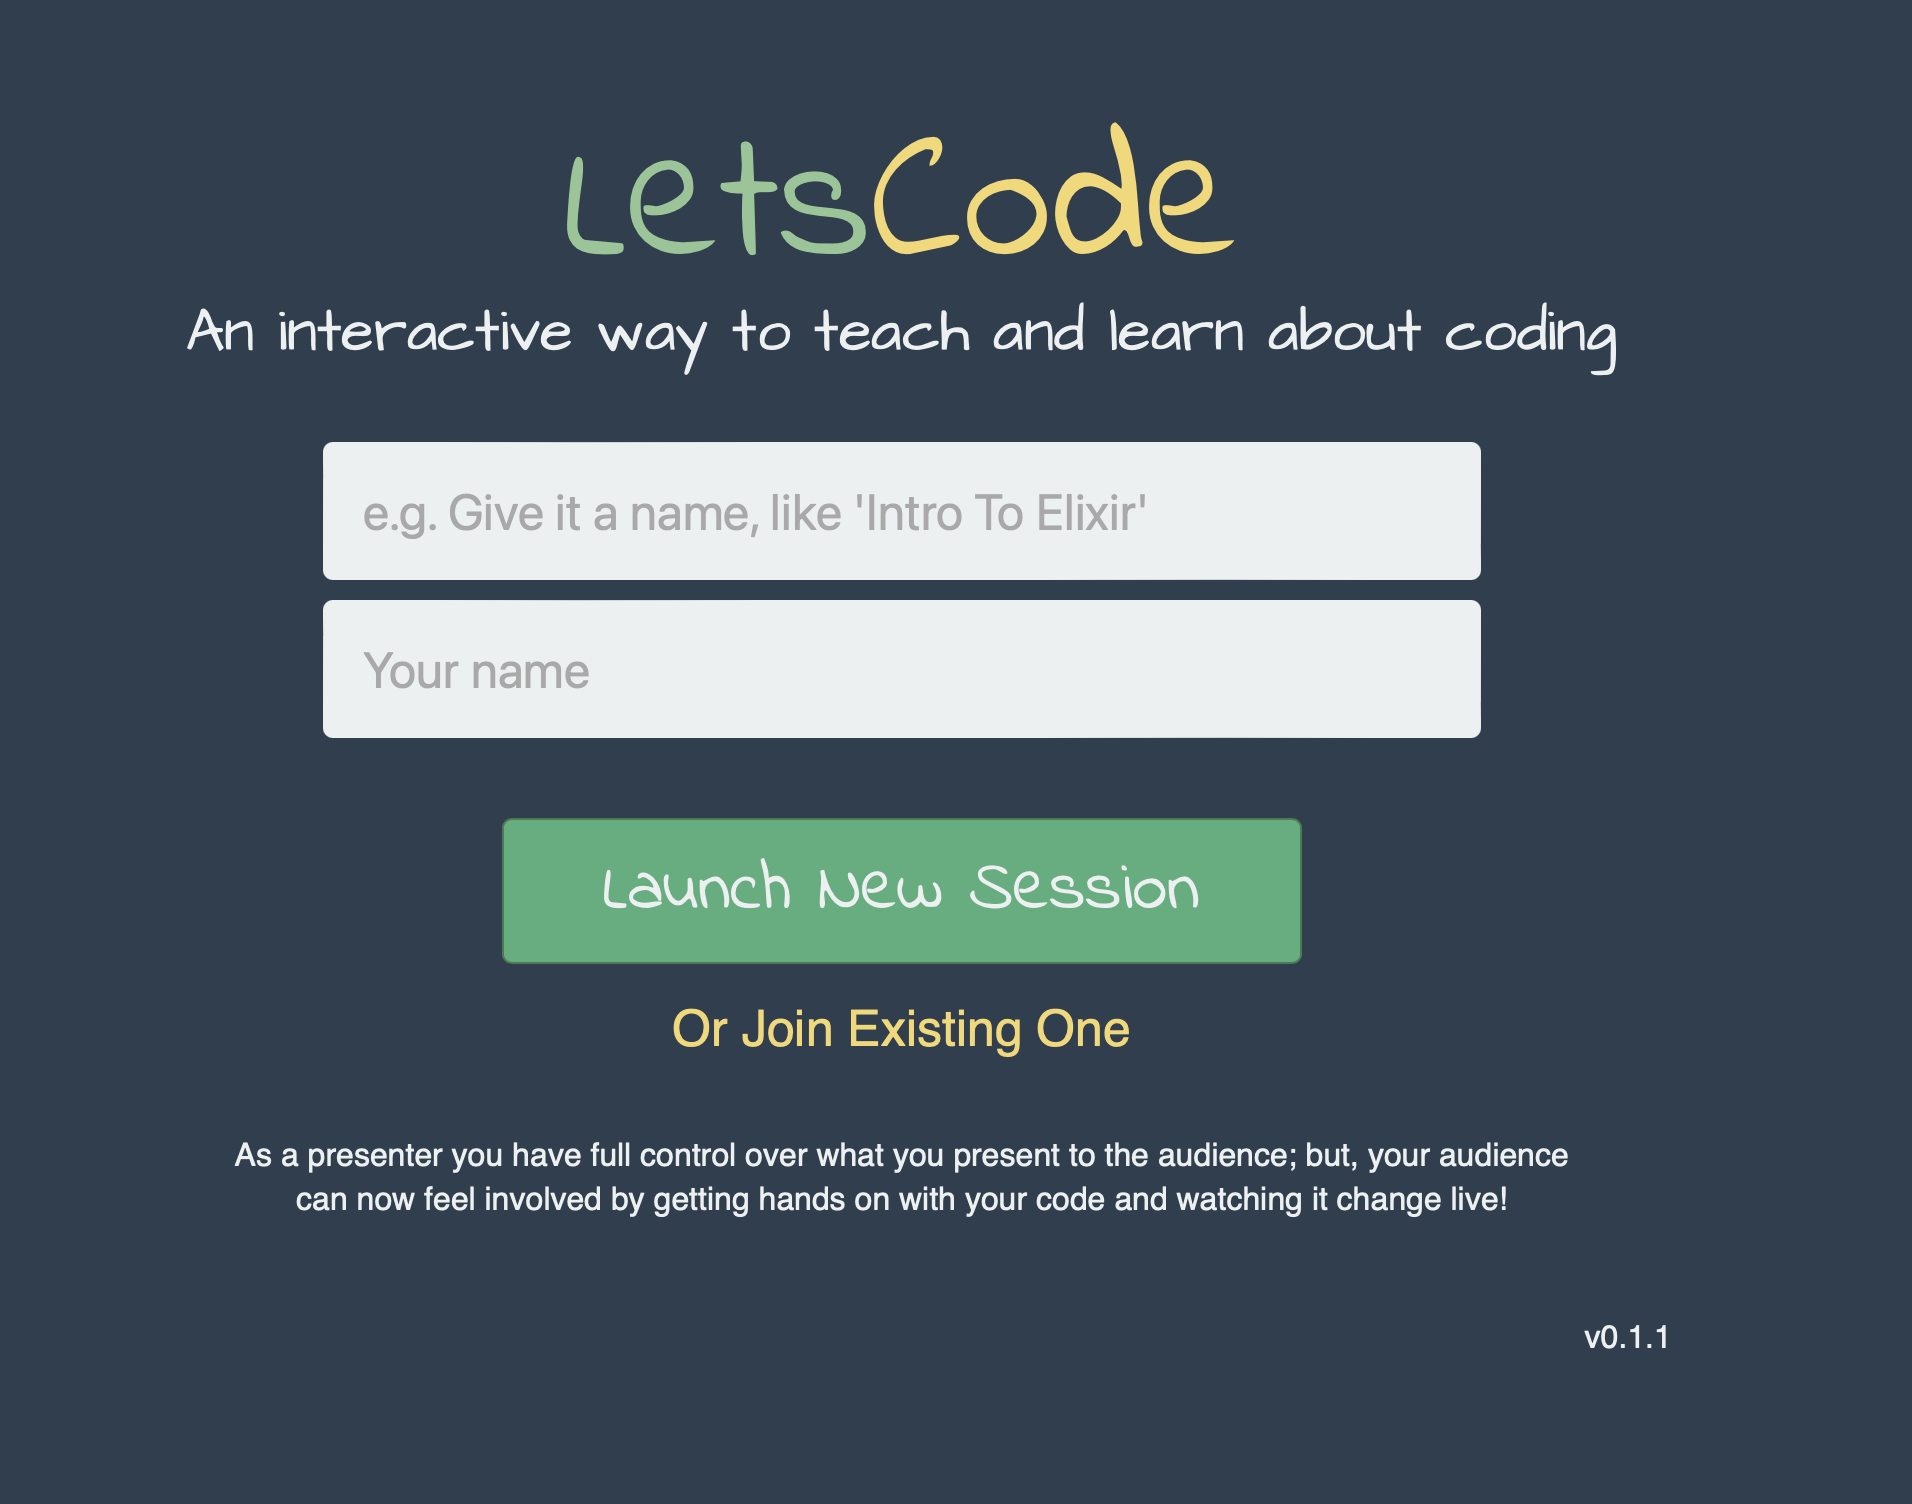 LetsCode
An interactive way to teach and learn about coding
e.g. Give it a name, like 'Intro To Elixir'
Your name
Launch New Session
Or Join Existing One
As a presenter you have full control over what you present to the audience; but, your audience
can now feel involved by getting hands on with your code and watching it change live!
v0.1.1